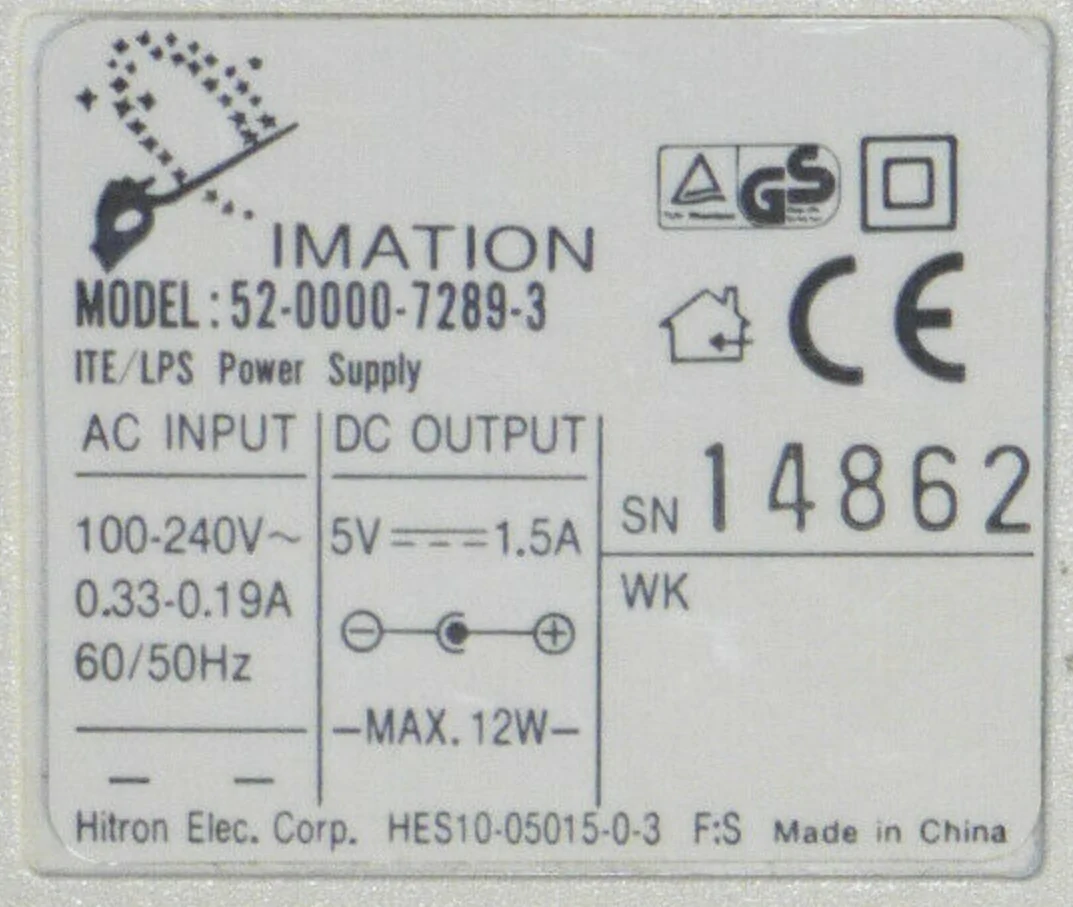 IMATION
GS
MODEL: 52-0000-7289-3
CE
ITE/LPS Power Supply
AC INPUT
100-240V~
0.33-0.19A
60/50Hz
DC OUTPUT
5V 1.5A
-MAX. 12W-
SN 14862
WK
Hitron Elec. Corp. HES10-05015-0-3 F:S Made in China